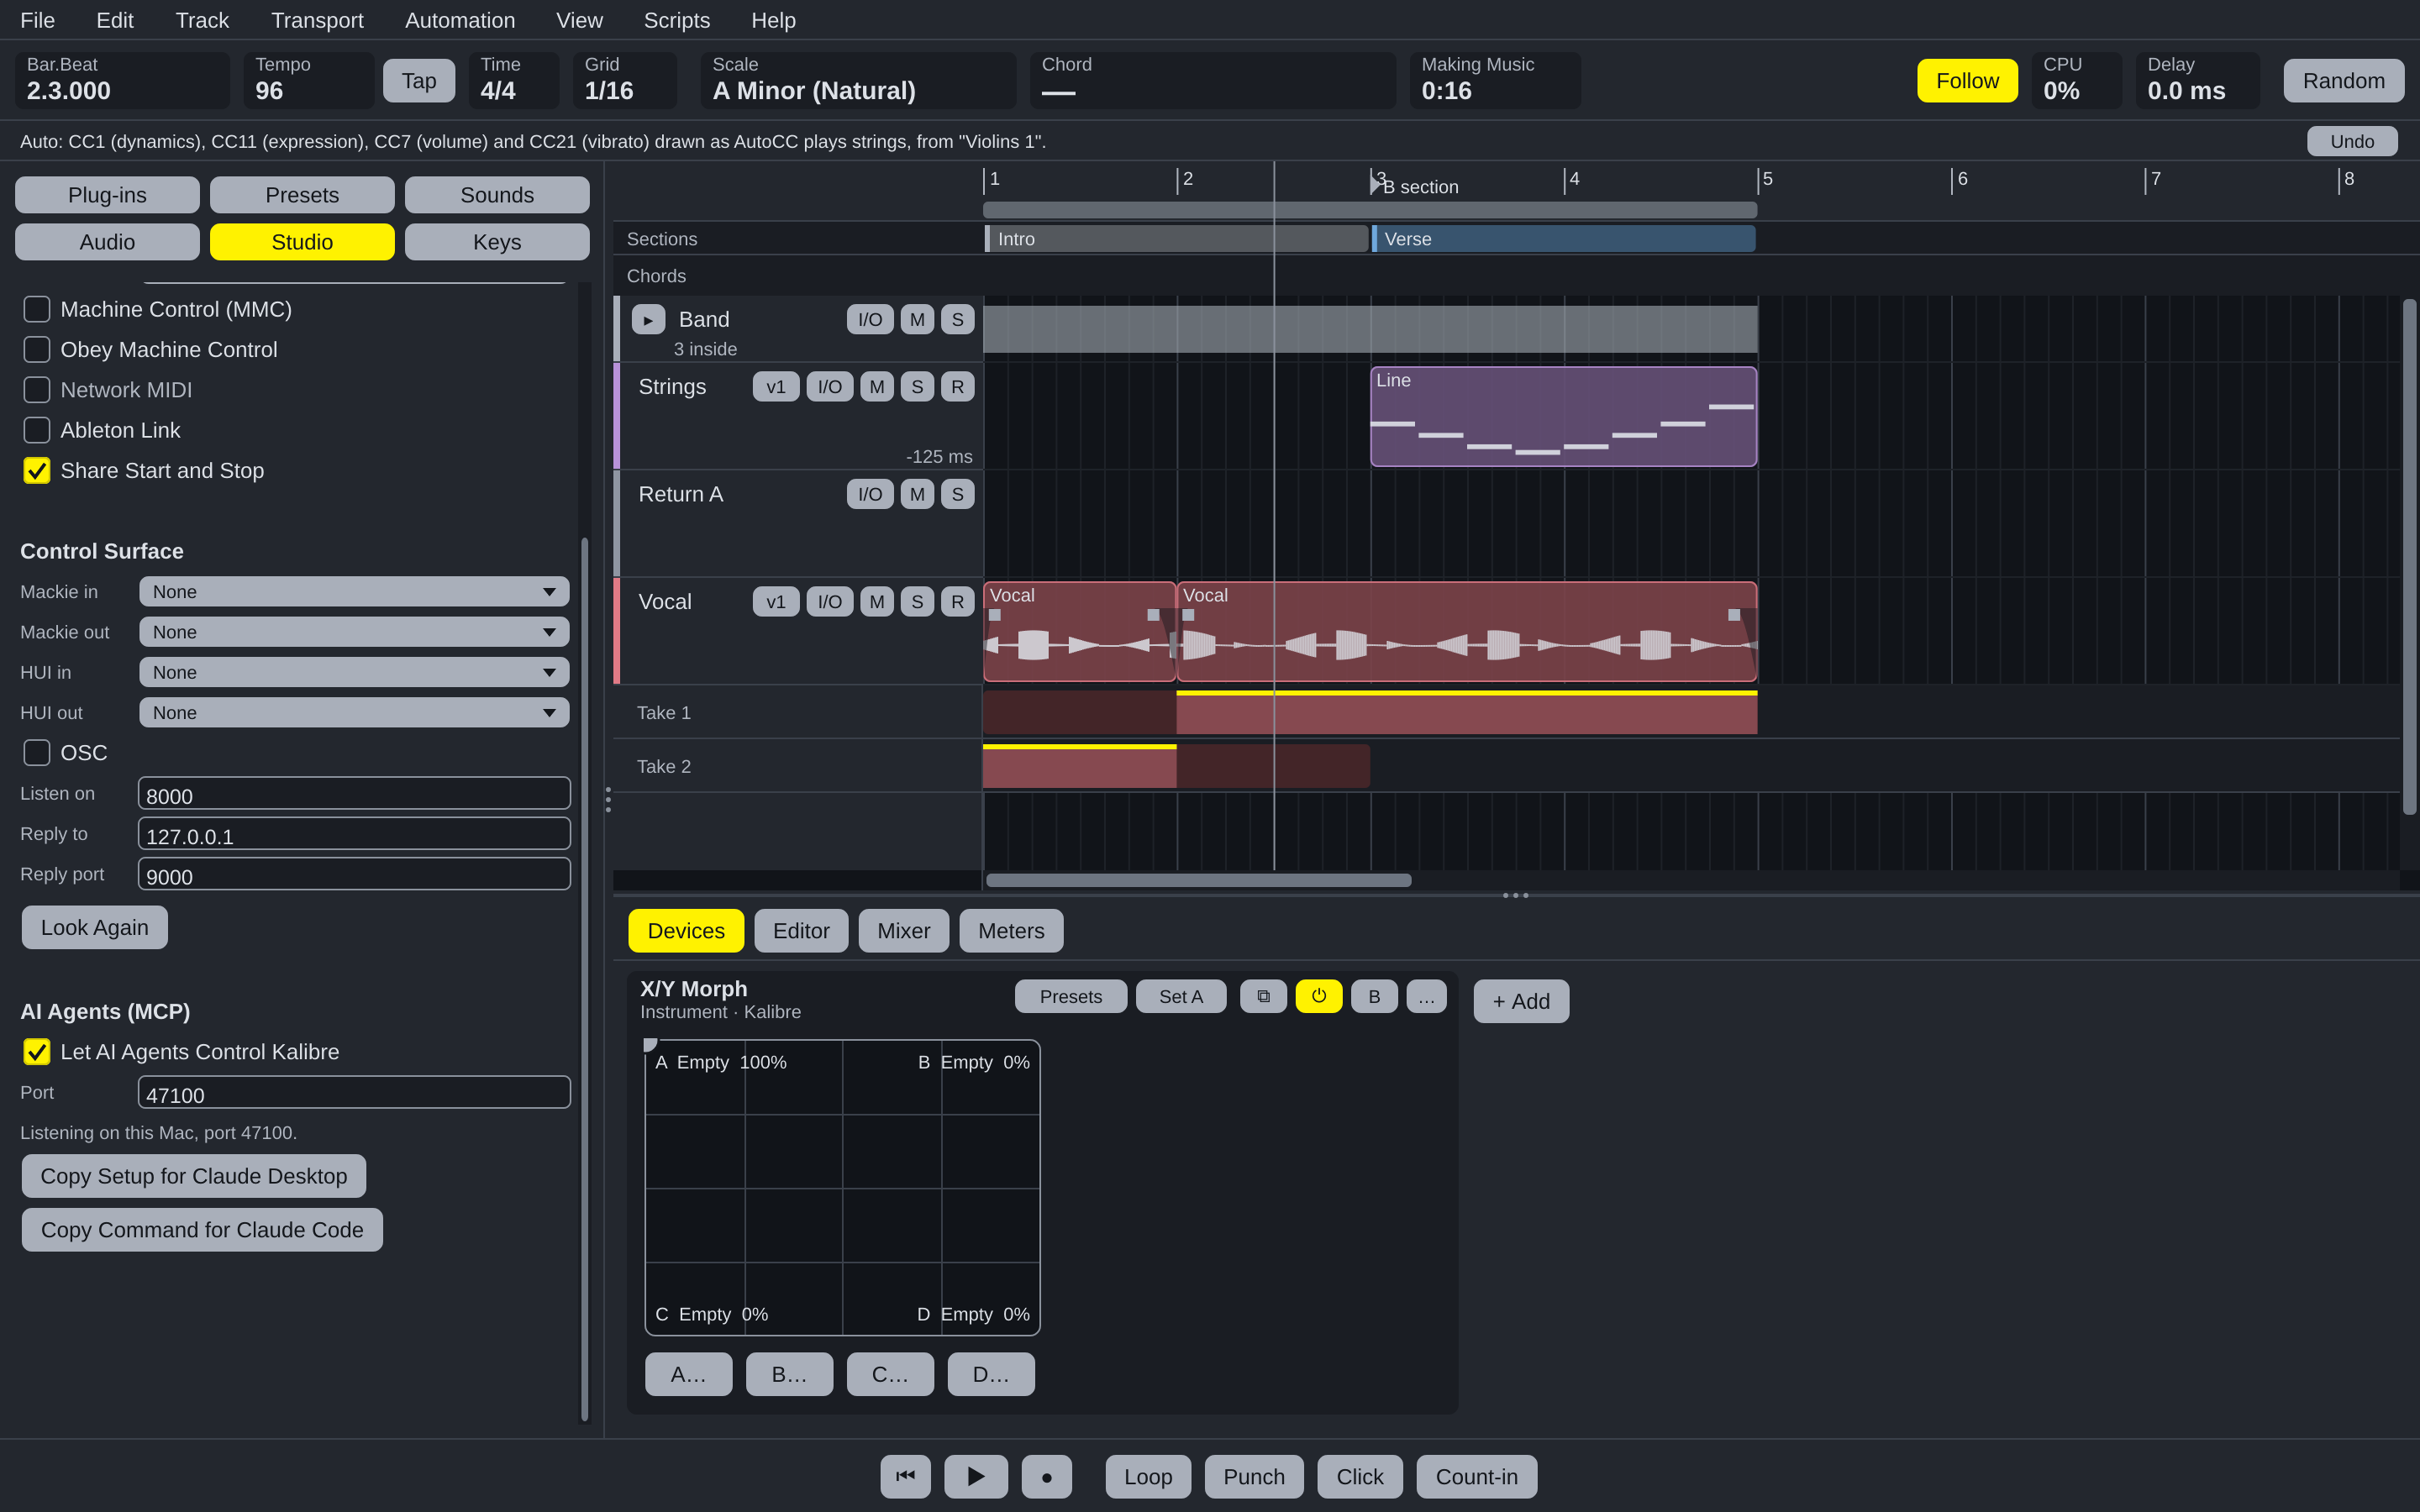 File Edit Track Transport Automation View Scripts Help
Bar.Beat Tempo Time Grid Scale Chord Making Music CPU Delay
2.3.000 96 Tap 4/4 1/16 A Minor (Natural) — 0:16 Follow 0% 0.0 ms Random
Auto: CC1 (dynamics), CC11 (expression), CC7 (volume) and CC21 (vibrato) drawn as AutoCC plays strings, from "Violins 1". Undo
Plug-ins Presets Sounds
Audio Studio Keys
Machine Control (MMC)
Obey Machine Control
Network MIDI
Ableton Link
Share Start and Stop
Control Surface
Mackie in None
Mackie out None
HUI in None
HUI out None
OSC
Listen on 8000
Reply to 127.0.0.1
Reply port 9000
Look Again
AI Agents (MCP)
Let AI Agents Control Kalibre
Port 47100
Listening on this Mac, port 47100.
Copy Setup for Claude Desktop
Copy Command for Claude Code
1 2 3 4 5 6 7 8
B section
Sections Intro Verse
Chords
Band I/O M S
3 inside
Strings v1 I/O M S R
Line
-125 ms
Return A I/O M S
Vocal v1 I/O M S R
Vocal Vocal
Take 1
Take 2
Devices Editor Mixer Meters
X/Y Morph Presets Set A B … + Add
Instrument · Kalibre
A Empty 100% B Empty 0%
C Empty 0% D Empty 0%
A… B… C… D…
Loop Punch Click Count-in